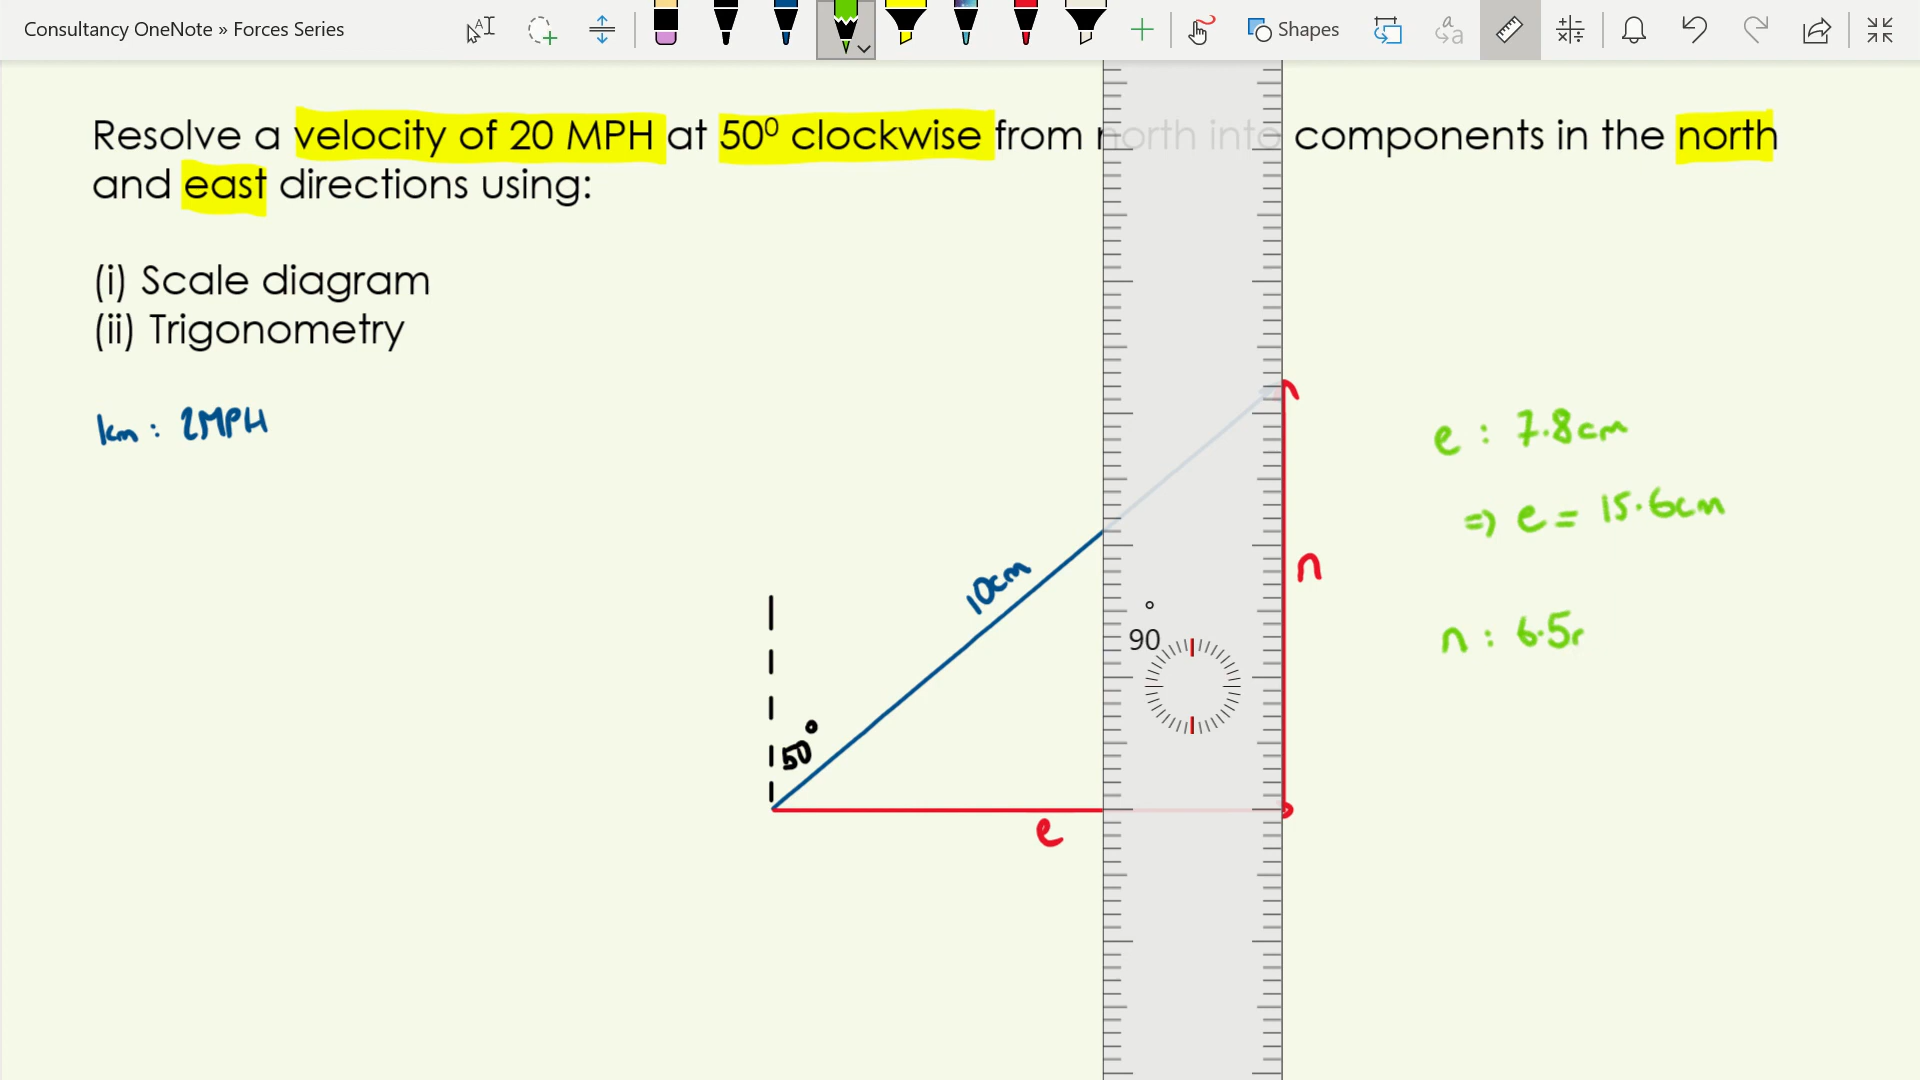 Consultancy OneNote » Forces Series
Shapes
Resolve a velocity of 20 MPH at 50⁰ clockwise from north into components in the north
and east directions using:
(i) Scale diagram
(ii) Trigonometry
1cm : 2MPH
10cm
50°
e
n
90°
e : 7.8cm
⇒ e = 15.6cm
n : 6.5